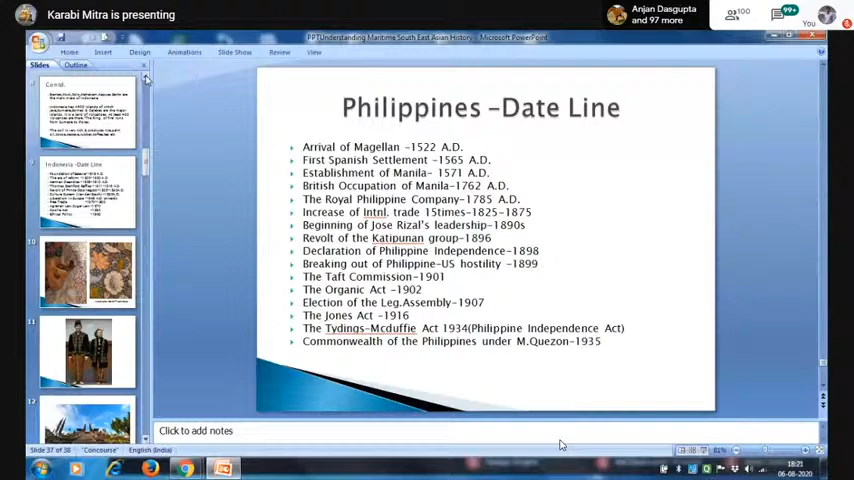 Karabi Mitra is presenting
Anjan Dasgupta
and 97 more
100
99+
You
PPTUnderstanding Maritime South East Asian History - Microsoft PowerPoint
Home Insert Design Animations Slide Show Review View
Slides Outline
Contd.
9
Indonesia -Date Line
10
11
12
Philippines -Date Line
Arrival of Magellan -1522 A.D.
First Spanish Settlement -1565 A.D.
Establishment of Manila- 1571 A.D.
British Occupation of Manila-1762 A.D.
The Royal Philippine Company-1785 A.D.
Increase of Intnl. trade 15times-1825-1875
Beginning of Jose Rizal's leadership-1890s
Revolt of the Katipunan group-1896
Declaration of Philippine Independence-1898
Breaking out of Philippine-US hostility -1899
The Taft Commission-1901
The Organic Act -1902
Election of the Leg.Assembly-1907
The Jones Act -1916
The Tydings-Mcduffie Act 1934(Philippine Independence Act)
Commonwealth of the Philippines under M.Quezon-1935
Click to add notes
Slide 37 of 38 "Concourse" English (India)
81%
18:21
06-08-2020